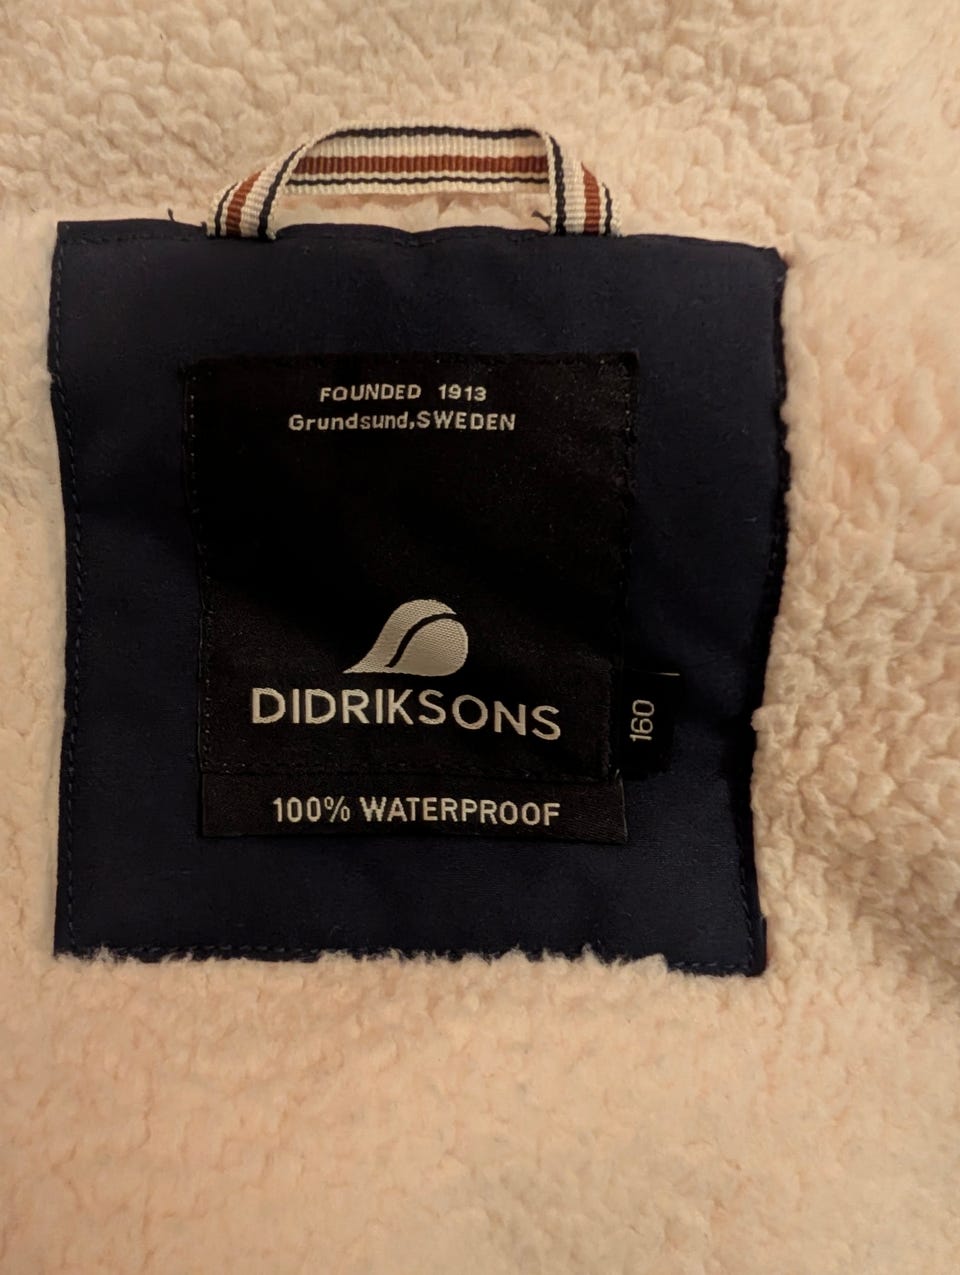 FOUNDED 1913
Grundsund,SWEDEN
DIDRIKSONS
160
100% WATERPROOF